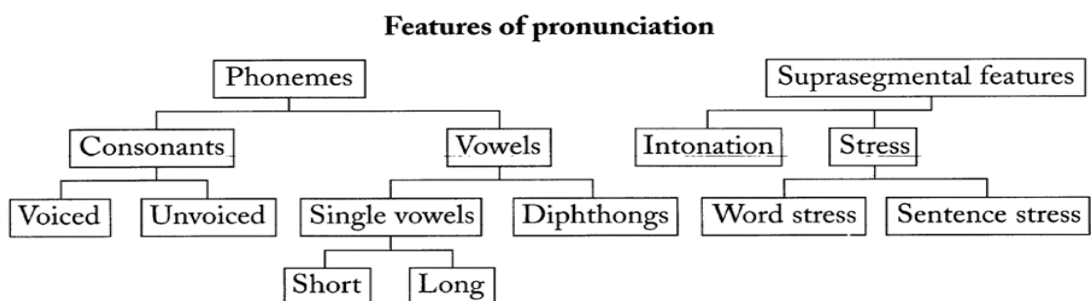 Features of pronunciation
Phonemes Suprasegmental features
Consonants Vowels Intonation Stress
Voiced Unvoiced Single vowels Diphthongs Word stress Sentence stress
Short Long